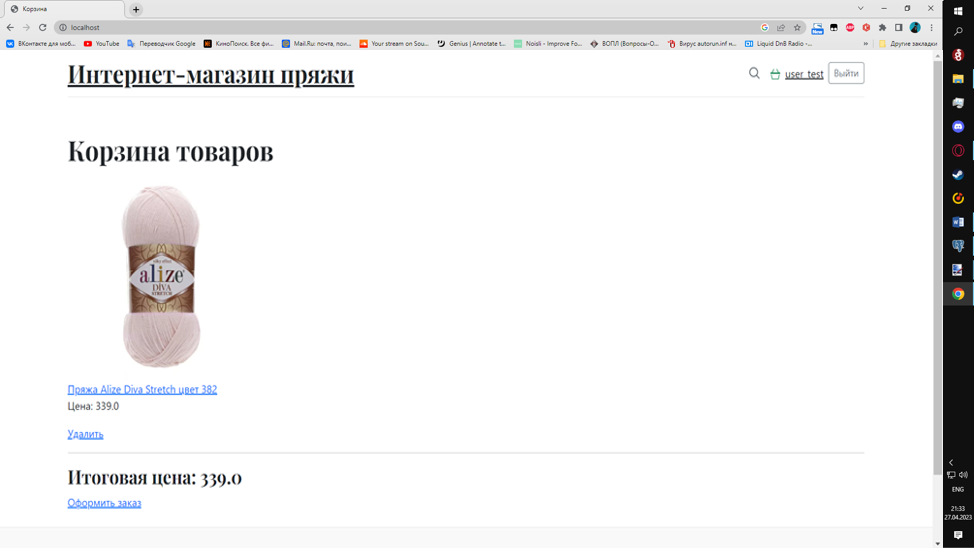 Корзина
localhost
ВКонтакте для моб...
YouTube
Переводчик Google
КиноПоиск. Все фи...
Mail.Ru: почта, пои...
Your stream on Sou...
Genius | Annotate t...
Noisli - Improve Fo...
ВОПЛ (Вопросы-О...
Вирус autorun.inf н...
Liquid DnB Radio -...
»
Другие закладки
New
Интернет-магазин пряжи
user_test
Выйти
Корзина товаров
alize
DIVA
STRETCH
Пряжа Alize Diva Stretch цвет 382
Цена: 339.0
Удалить
Итоговая цена: 339.0
Оформить заказ
ENG
21:33
27.04.2023